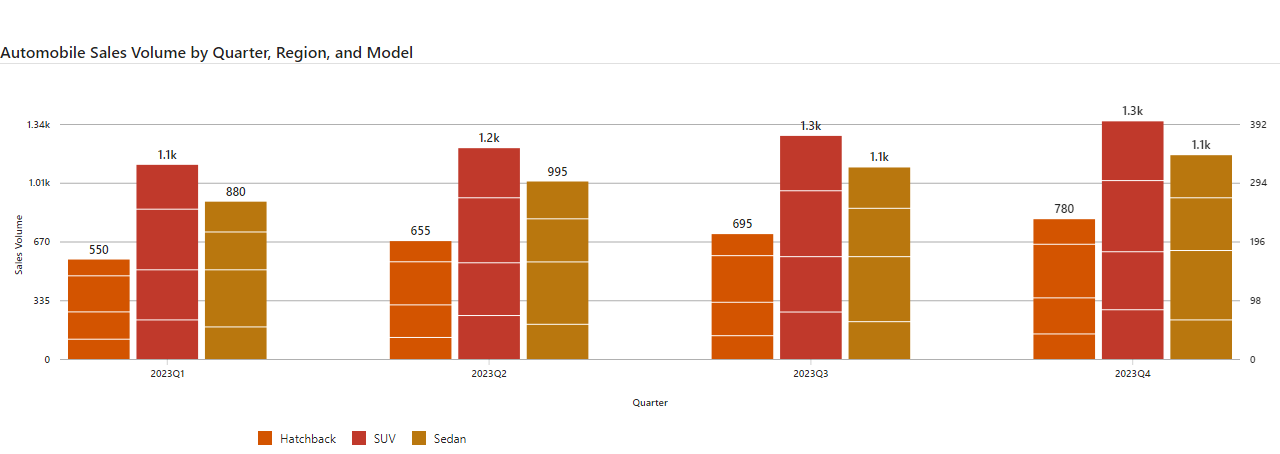 Automobile Sales Volume by Quarter, Region, and Model
1.34k
1.01k
670
335
0
Sales Volume
392
294
196
98
0
550
1.1k
880
655
1.2k
995
695
1.3k
1.1k
780
1.3k
1.1k
2023Q1
2023Q2
2023Q3
2023Q4
Quarter
Hatchback
SUV
Sedan